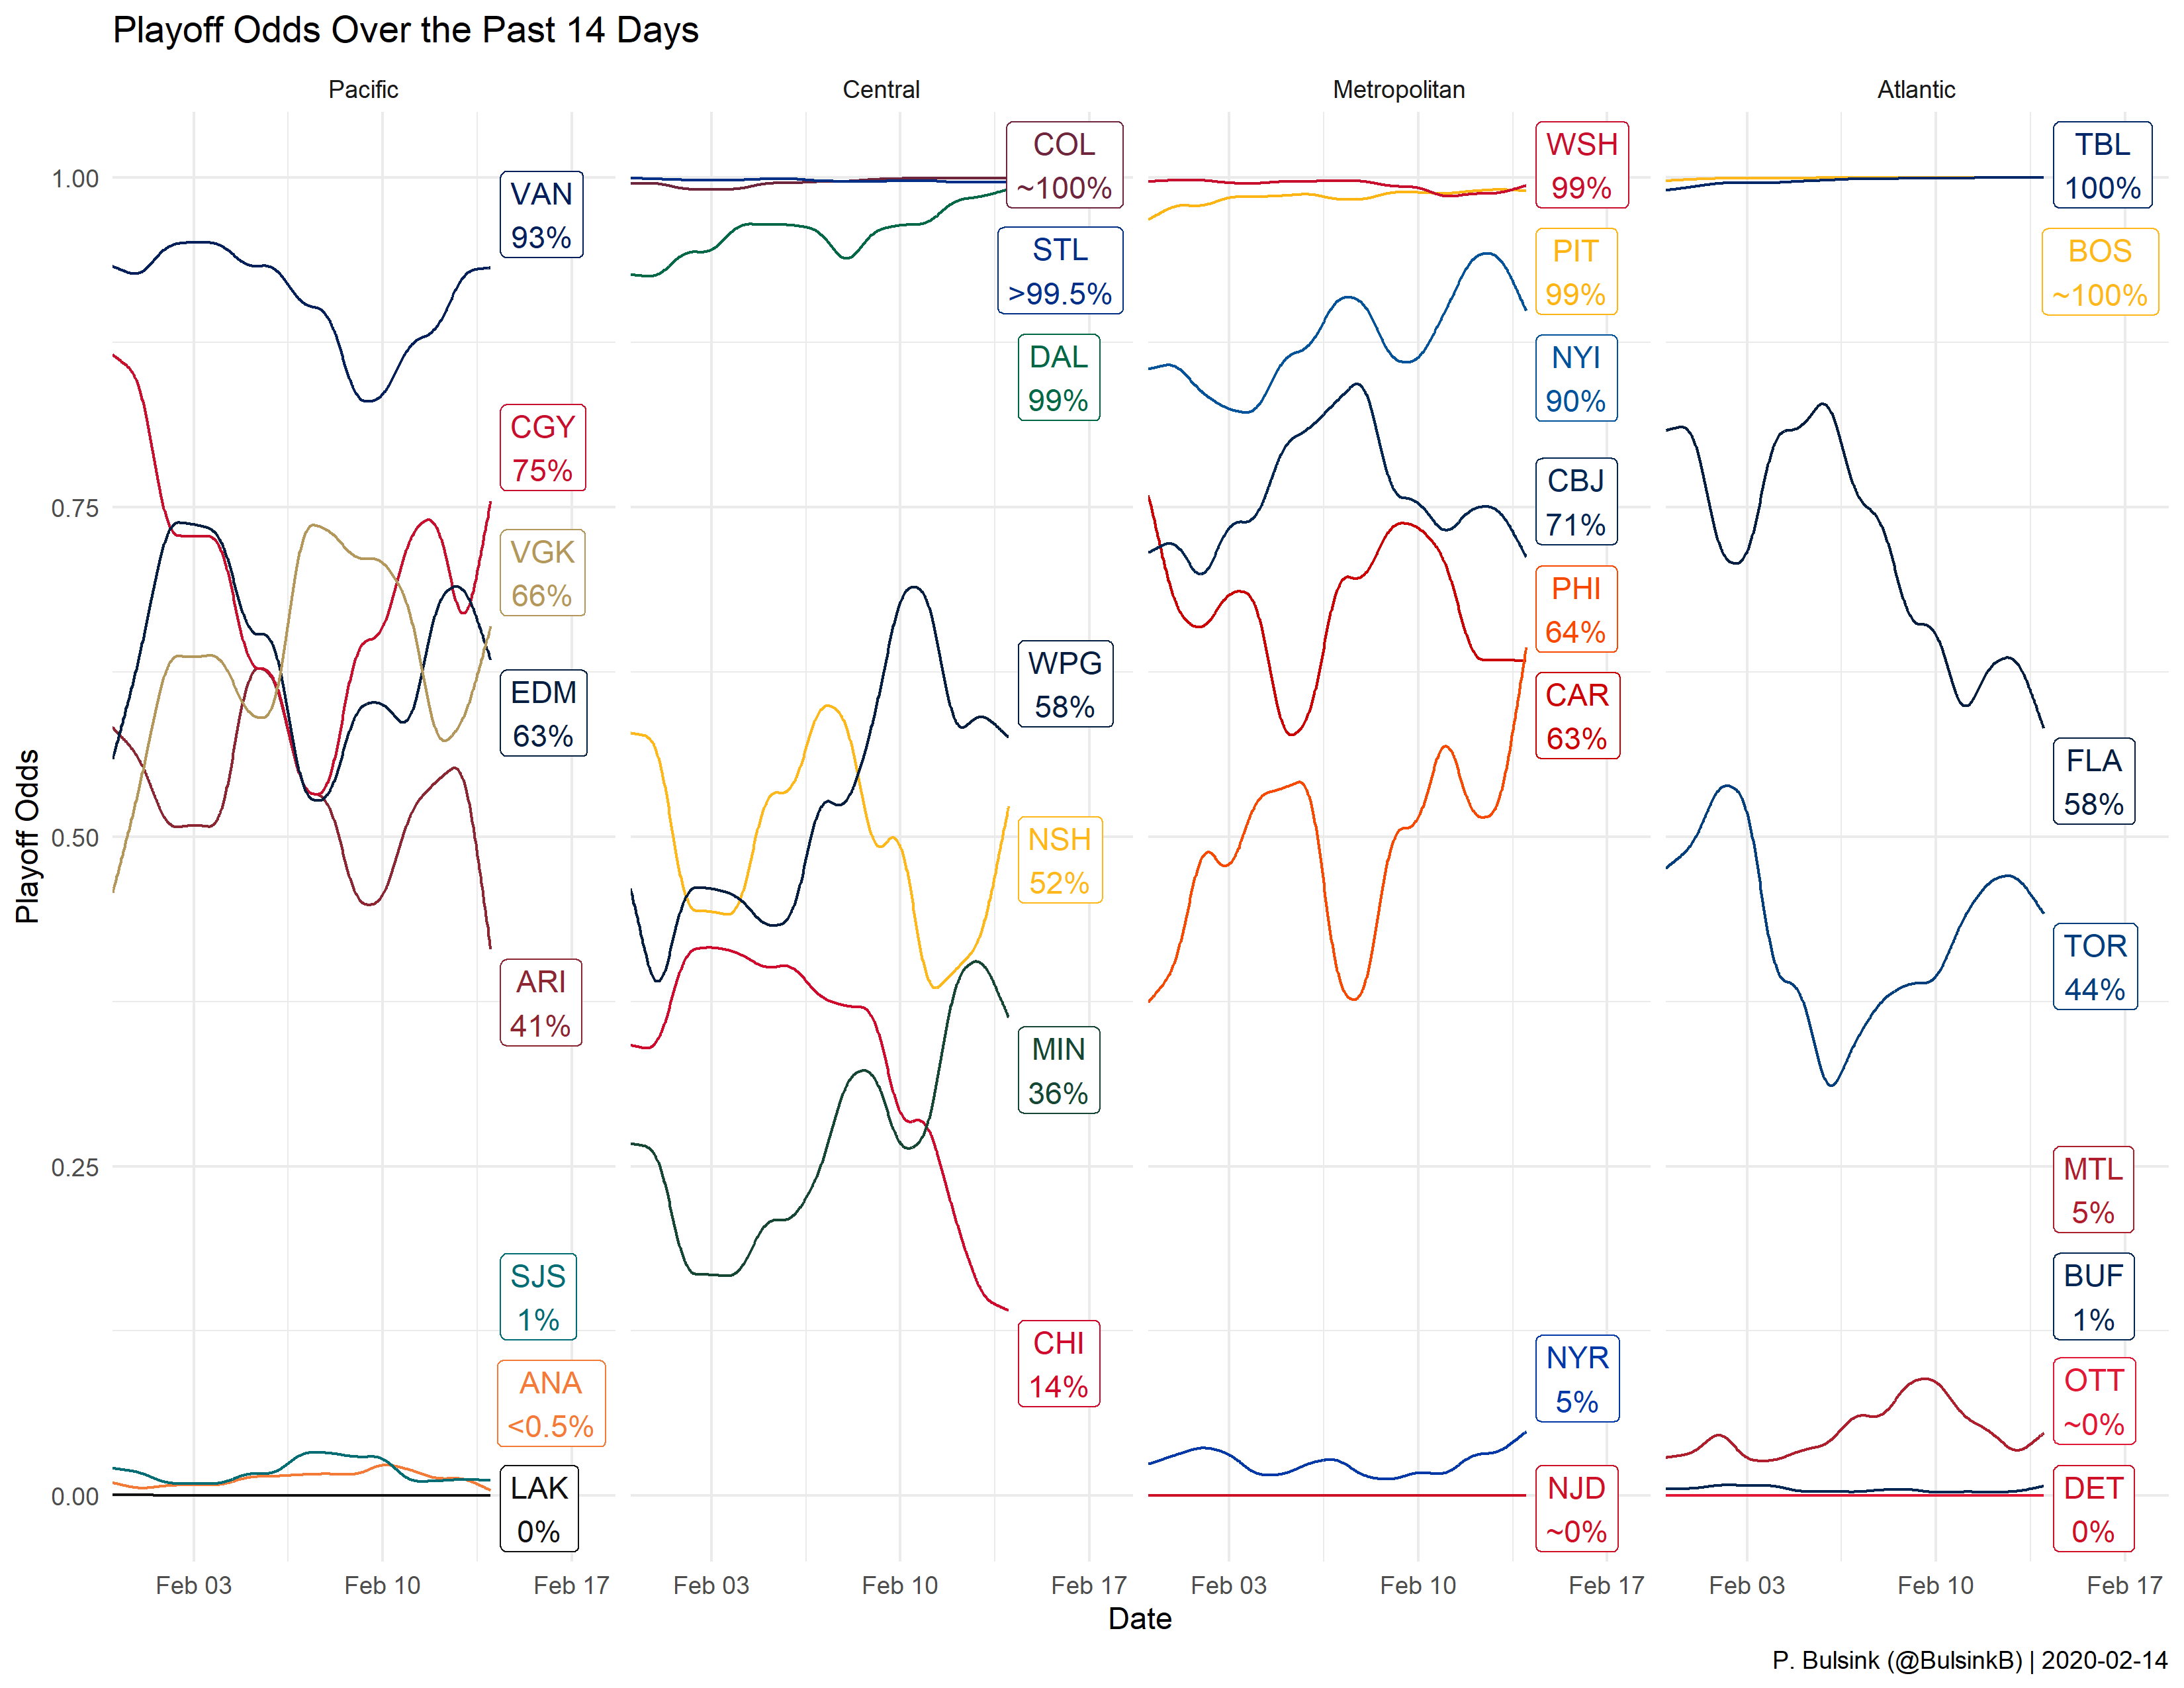 Playoff Odds Over the Past 14 Days
Pacific
Central
Metropolitan
Atlantic
Playoff Odds
1.00
0.75
0.50
0.25
0.00
VAN
93%
CGY
75%
VGK
66%
EDM
63%
ARI
41%
SJS
1%
ANA
<0.5%
LAK
0%
COL
~100%
STL
>99.5%
DAL
99%
WPG
58%
NSH
52%
MIN
36%
CHI
14%
WSH
99%
PIT
99%
NYI
90%
CBJ
71%
PHI
64%
CAR
63%
NYR
5%
NJD
~0%
TBL
100%
BOS
~100%
FLA
58%
TOR
44%
MTL
5%
BUF
1%
OTT
~0%
DET
0%
Feb 03
Feb 10
Feb 17
Feb 03
Feb 10
Feb 17
Feb 03
Feb 10
Feb 17
Feb 03
Feb 10
Feb 17
Date
P. Bulsink (@BulsinkB) | 2020-02-14